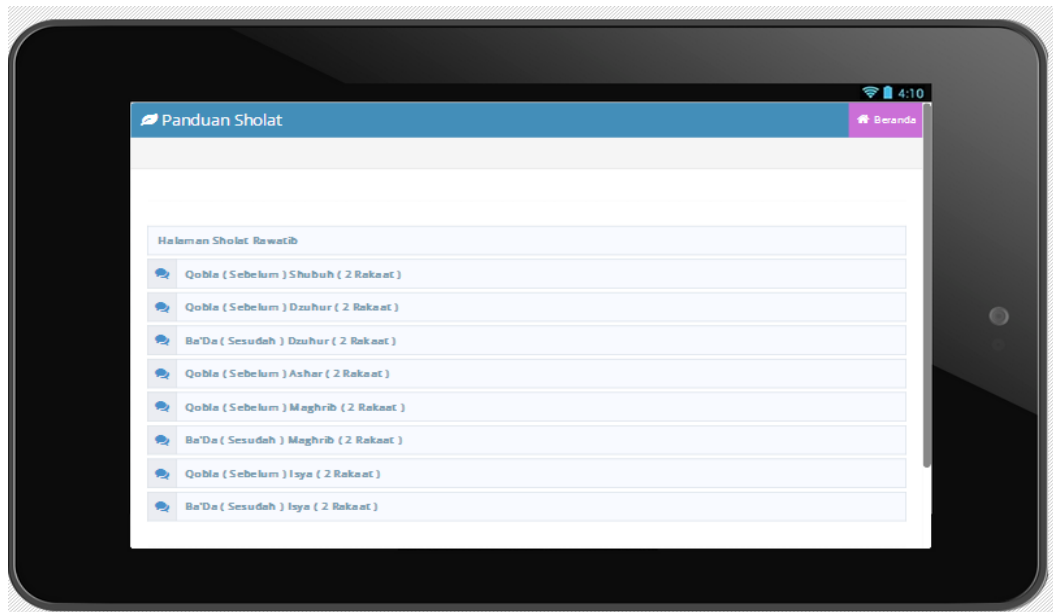 4:10
Panduan Sholat
Beranda
Halaman Sholat Rawatib
Qobla ( Sebelum ) Shubuh ( 2 Rakaat )
Qobla ( Sebelum ) Dzuhur ( 2 Rakaat )
Ba'Da ( Sesudah ) Dzuhur ( 2 Rakaat )
Qobla ( Sebelum ) Ashar ( 2 Rakaat )
Qobla ( Sebelum ) Maghrib ( 2 Rakaat )
Ba'Da ( Sesudah ) Maghrib ( 2 Rakaat )
Qobla ( Sebelum ) Isya ( 2 Rakaat )
Ba'Da ( Sesudah ) Isya ( 2 Rakaat )